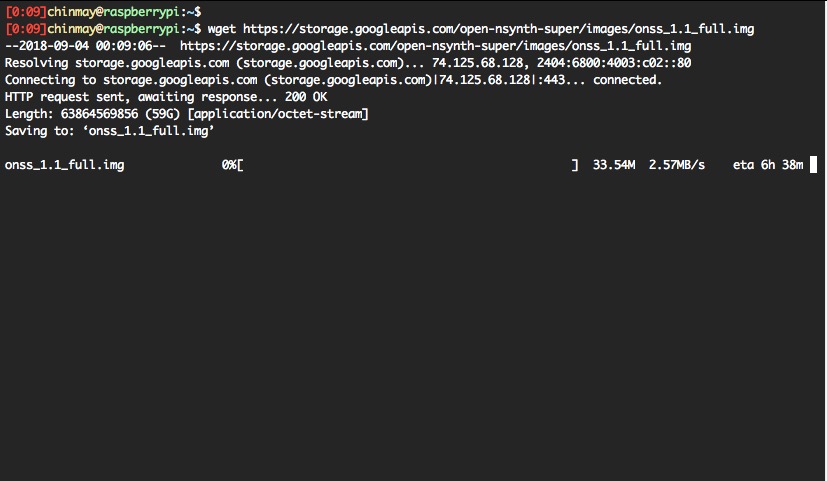 [0:09]chinmay@raspberrypi:~$
[0:09]chinmay@raspberrypi:~$ wget https://storage.googleapis.com/open-nsynth-super/images/onss_1.1_full.img
--2018-09-04 00:09:06--  https://storage.googleapis.com/open-nsynth-super/images/onss_1.1_full.img
Resolving storage.googleapis.com (storage.googleapis.com)... 74.125.68.128, 2404:6800:4003:c02::80
Connecting to storage.googleapis.com (storage.googleapis.com)|74.125.68.128|:443... connected.
HTTP request sent, awaiting response... 200 OK
Length: 63864569856 (59G) [application/octet-stream]
Saving to: ‘onss_1.1_full.img’
onss_1.1_full.img 0%[ ] 33.54M 2.57MB/s eta 6h 38m